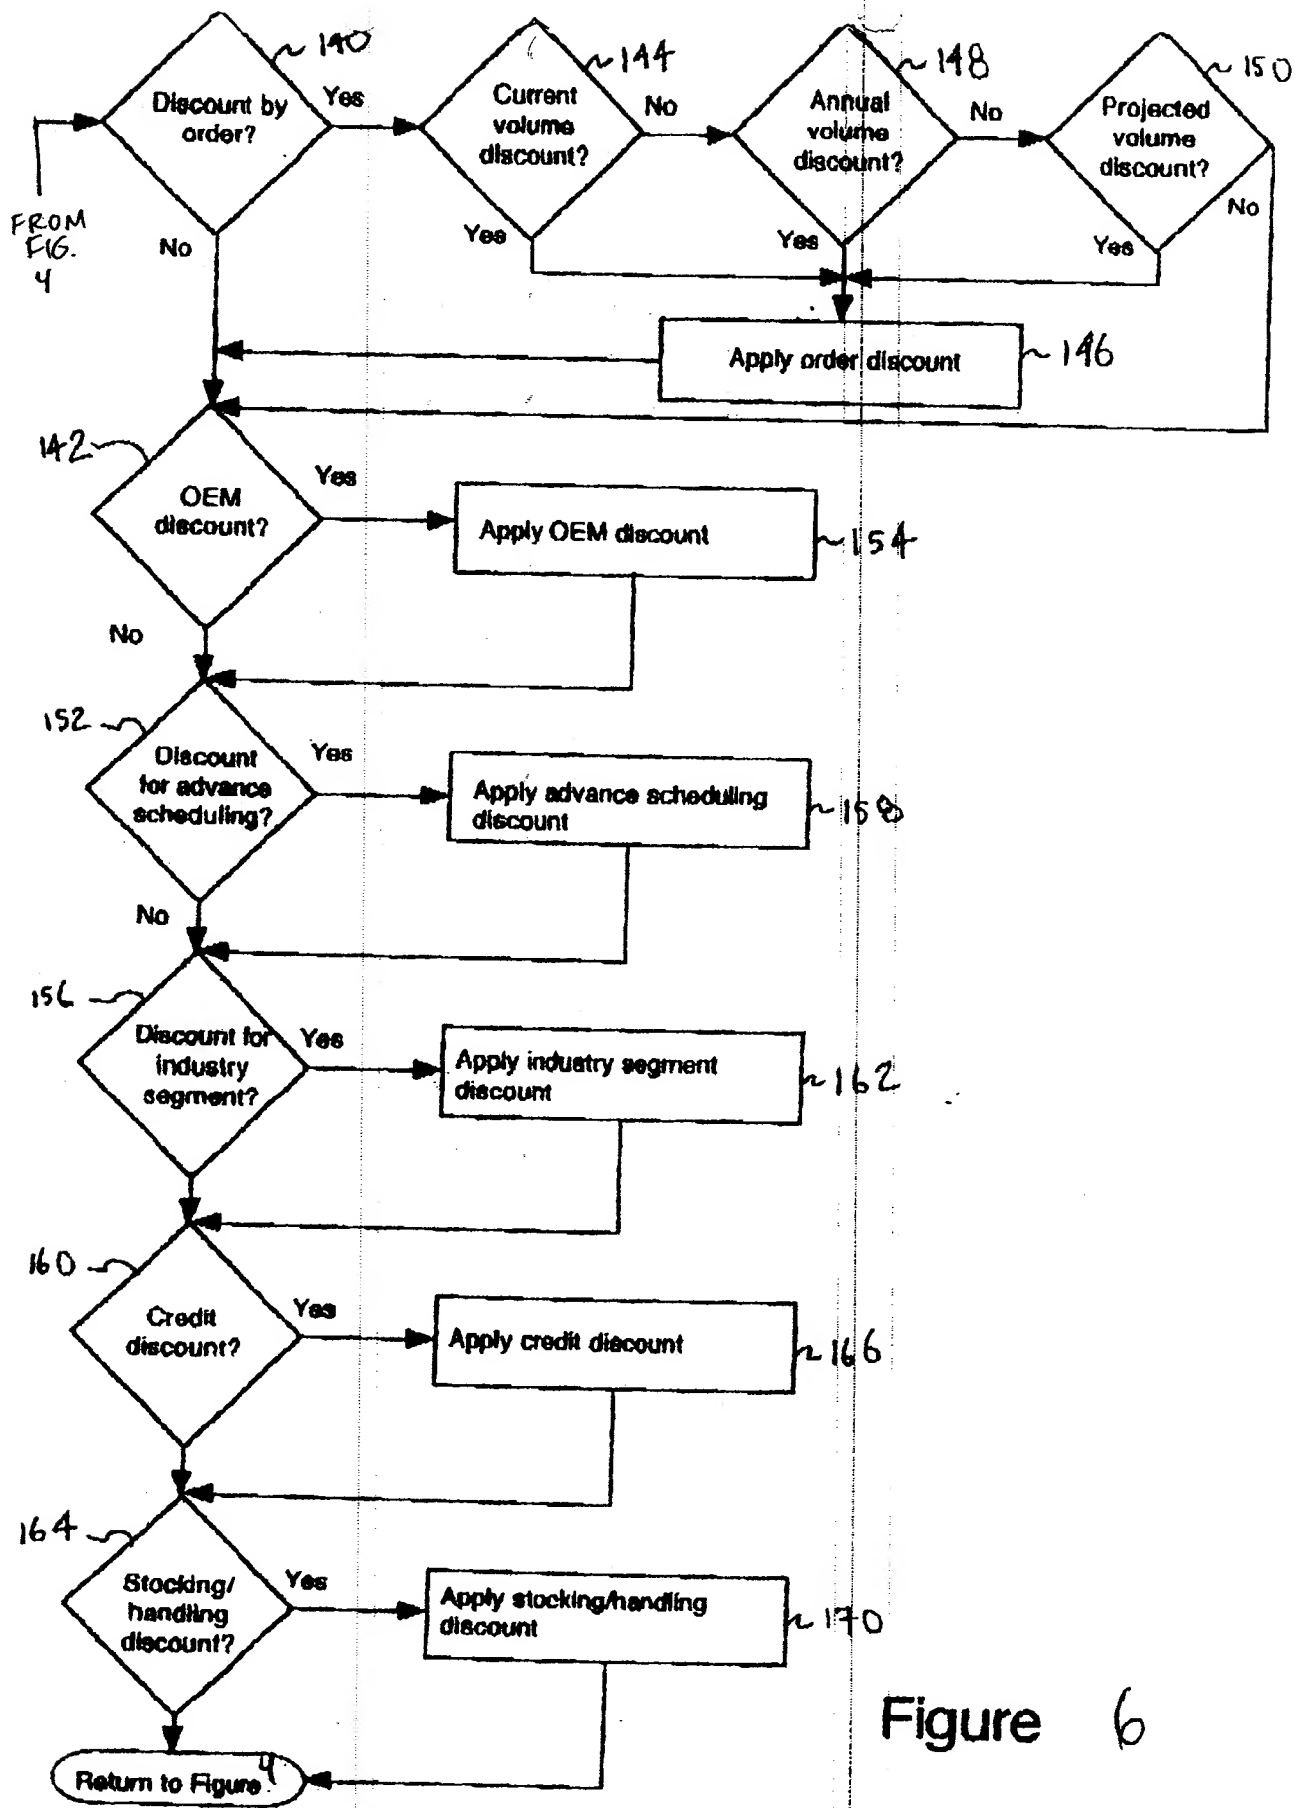 140
144
148
150
Discount by
order?
Yes
Current
volume
discount?
No
Annual
volume
discount?
No
Projected
volume
discount?
No
FROM
FIG.
4
No
Yes
Yes
Yes
Apply order discount
146
142
OEM
discount?
Yes
Apply OEM discount
154
No
152
Discount
for advance
scheduling?
Yes
Apply advance scheduling
discount
158
No
156
Discount for
industry
segment?
Yes
Apply industry segment
discount
162
160
Credit
discount?
Yes
Apply credit discount
166
164
Stocking/
handling
discount?
Yes
Apply stocking/handling
discount
170
Return to Figure 4
Figure 6